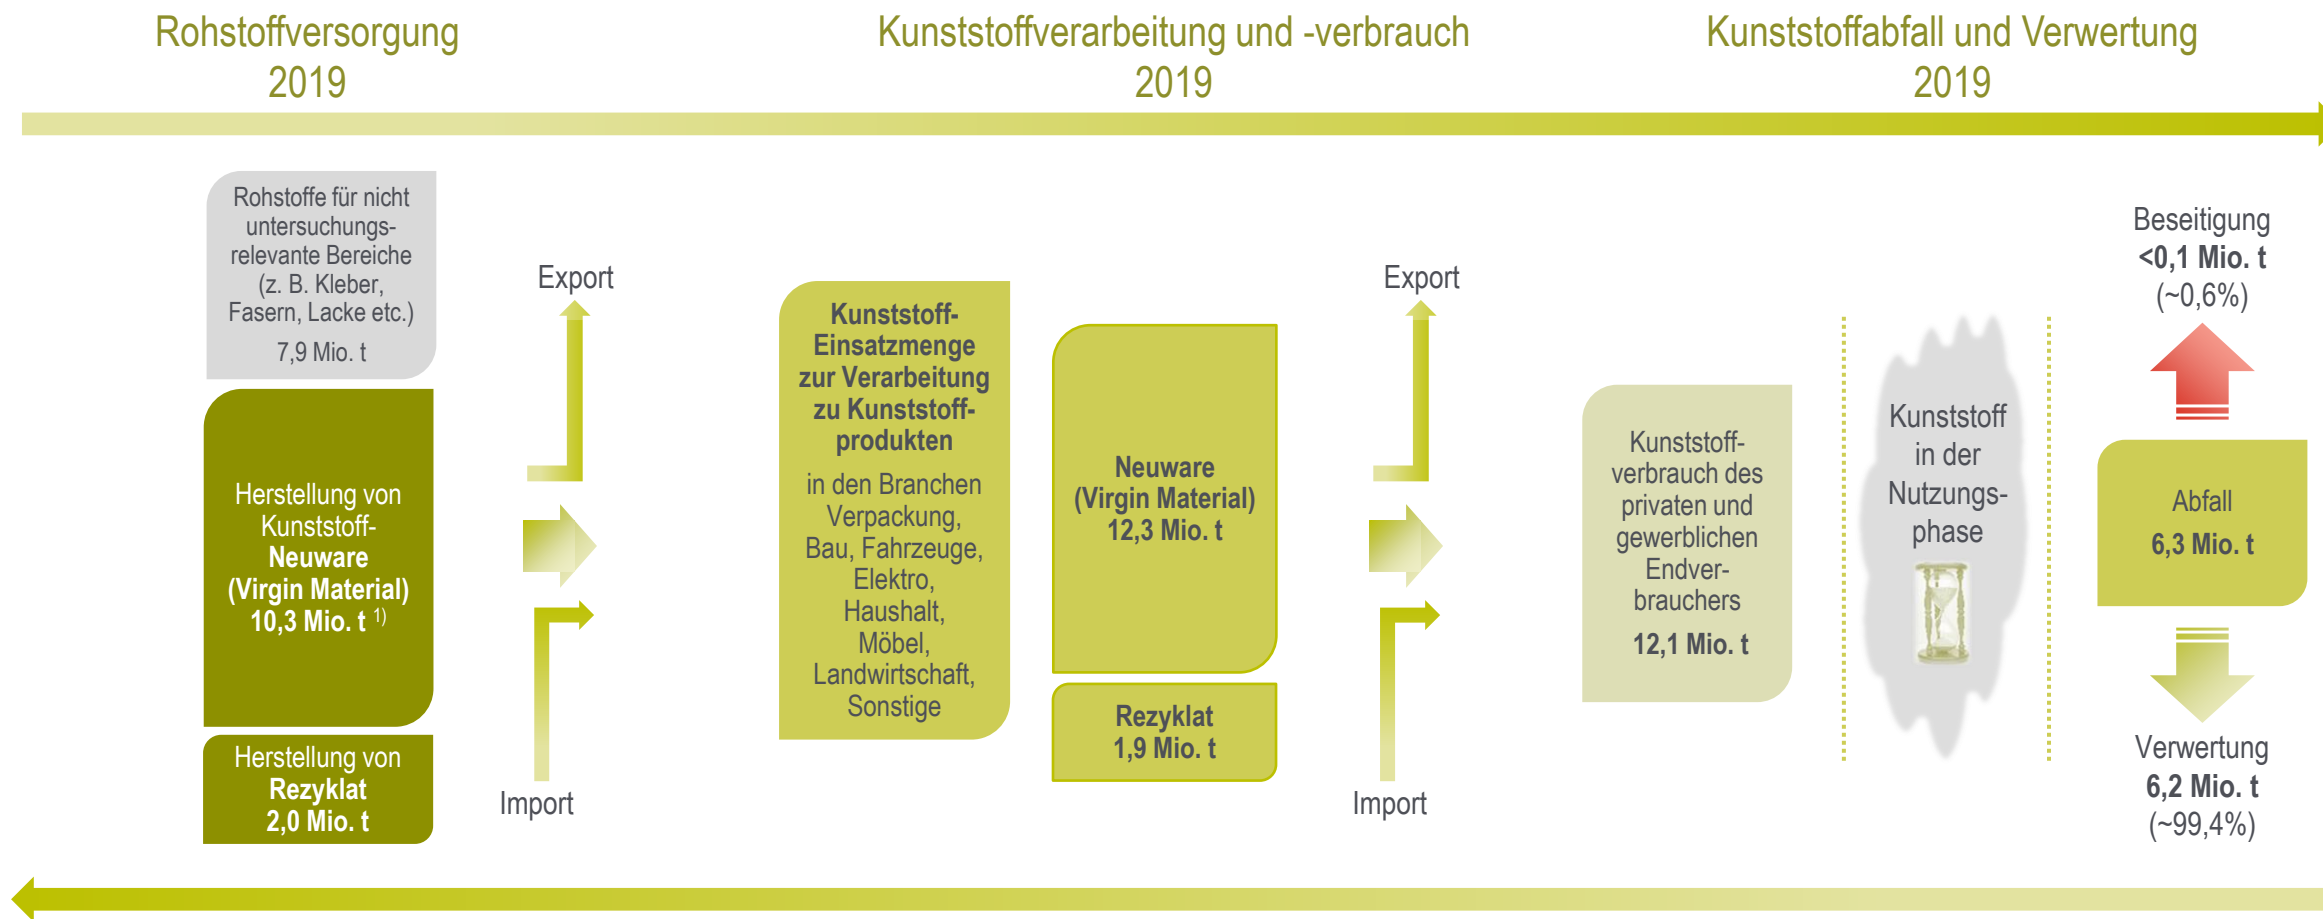 Rohstoffversorgung
2019
Kunststoffverarbeitung und -verbrauch
2019
Kunststoffabfall und Verwertung
2019
Rohstoffe für nicht
untersuchungs-
relevante Bereiche
(z. B. Kleber,
Fasern, Lacke etc.)
7,9 Mio. t
Herstellung von
Kunststoff-
Neuware
(Virgin Material)
10,3 Mio. t 1)
Herstellung von
Rezyklat
2,0 Mio. t
Export
Import
Kunststoff-
Einsatzmenge
zur Verarbeitung
zu Kunststoff-
produkten
in den Branchen
Verpackung,
Bau, Fahrzeuge,
Elektro,
Haushalt,
Möbel,
Landwirtschaft,
Sonstige
Neuware
(Virgin Material)
12,3 Mio. t
Rezyklat
1,9 Mio. t
Export
Import
Kunststoff-
verbrauch des
privaten und
gewerblichen
Endver-
brauchers
12,1 Mio. t
Kunststoff
in der
Nutzungs-
phase
Beseitigung
<0,1 Mio. t
(~0,6%)
Abfall
6,3 Mio. t
Verwertung
6,2 Mio. t
(~99,4%)